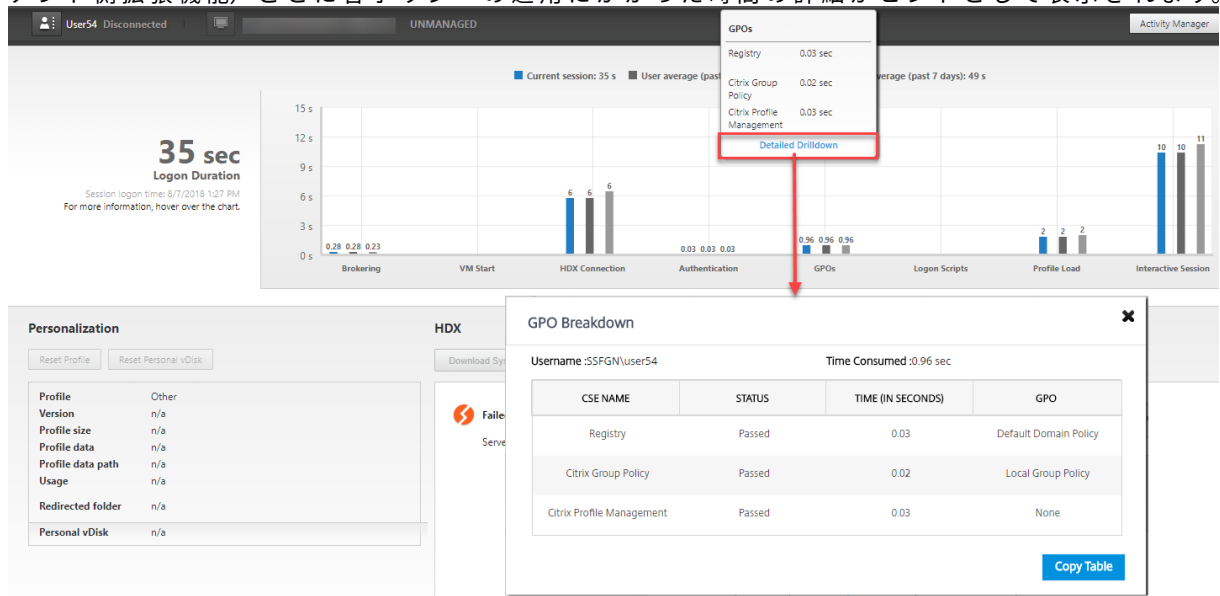 User54 Disconnected
UNMANAGED
Activity Manager
GPOs
Registry 0.03 sec
Citrix Group Policy 0.02 sec
Citrix Profile Management 0.03 sec
Detailed Drilldown
Current session: 35 s
User average (past
verage (past 7 days): 49 s
35 sec
Logon Duration
Session logon time: 8/7/2018 1:27 PM
For more information, hover over the chart.
15 s
12 s
9 s
6 s
3 s
0 s
0.28 0.28 0.23
6 6 6
0.03 0.03 0.03
0.96 0.96 0.96
2 2 2
10 10 11
Brokering
VM Start
HDX Connection
Authentication
GPOs
Logon Scripts
Profile Load
Interactive Session
Personalization
Reset Profile
Reset Personal vDisk
Profile Other
Version n/a
Profile size n/a
Profile data n/a
Profile data path n/a
Usage n/a
Redirected folder n/a
Personal vDisk n/a
HDX
Download Sy
Faile
Serve
GPO Breakdown
Username :SSFGN\user54
Time Consumed :0.96 sec
CSE NAME STATUS TIME (IN SECONDS) GPO
Registry Passed 0.03 Default Domain Policy
Citrix Group Policy Passed 0.02 Local Group Policy
Citrix Profile Management Passed 0.03 None
Copy Table